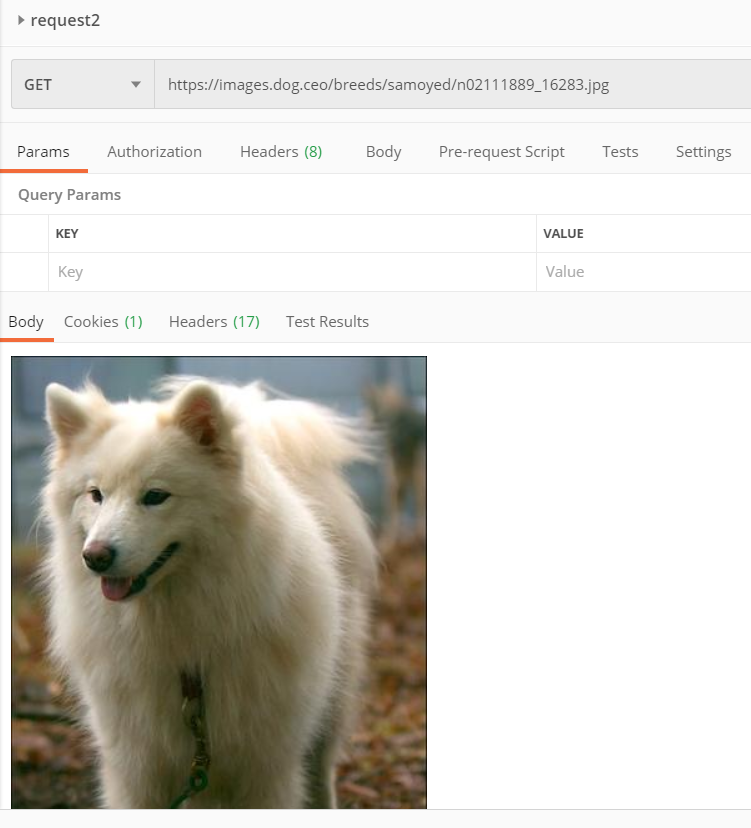 request2
GET https://images.dog.ceo/breeds/samoyed/n02111889_16283.jpg
Params Authorization Headers (8) Body Pre-request Script Tests Settings
Query Params
KEY VALUE
Key Value
Body Cookies (1) Headers (17) Test Results